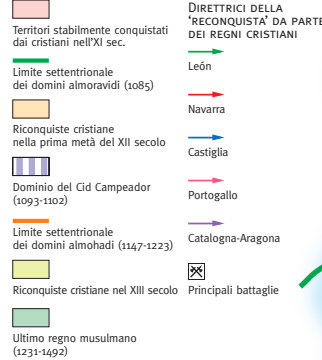 Territori stabilmente conquistati
dai cristiani nell'XI sec.
Limite settentrionale
dei domini almoravidi (1085)
Riconquiste cristiane
nella prima metà del XII secolo
Dominio del Cid Campeador
(1093-1102)
Limite settentrionale
dei domini almohadi (1147-1223)
Riconquiste cristiane nel XIII secolo
Ultimo regno musulmano
(1231-1492)
Direttrici della
‘reconquista’ da parte
dei regni cristiani
León
Navarra
Castiglia
Portogallo
Catalogna-Aragona
Principali battaglie